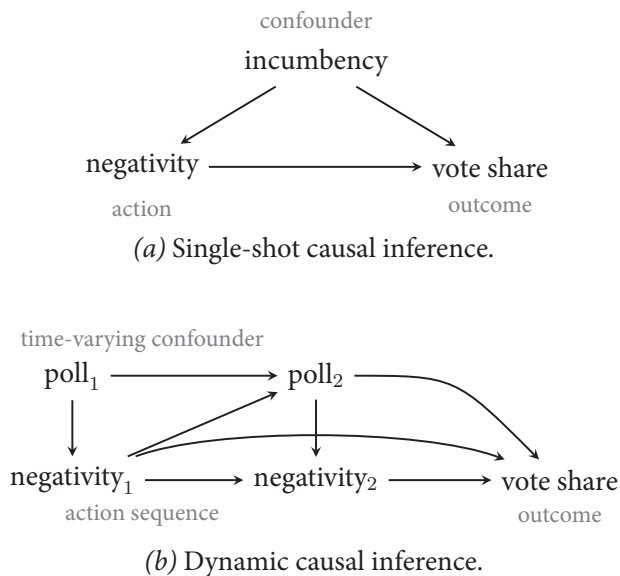 confounder
incumbency
negativity
vote share
action
outcome
(a) Single-shot causal inference.
time-varying confounder
poll₁
poll₂
negativity₁
negativity₂
vote share
action sequence
outcome
(b) Dynamic causal inference.